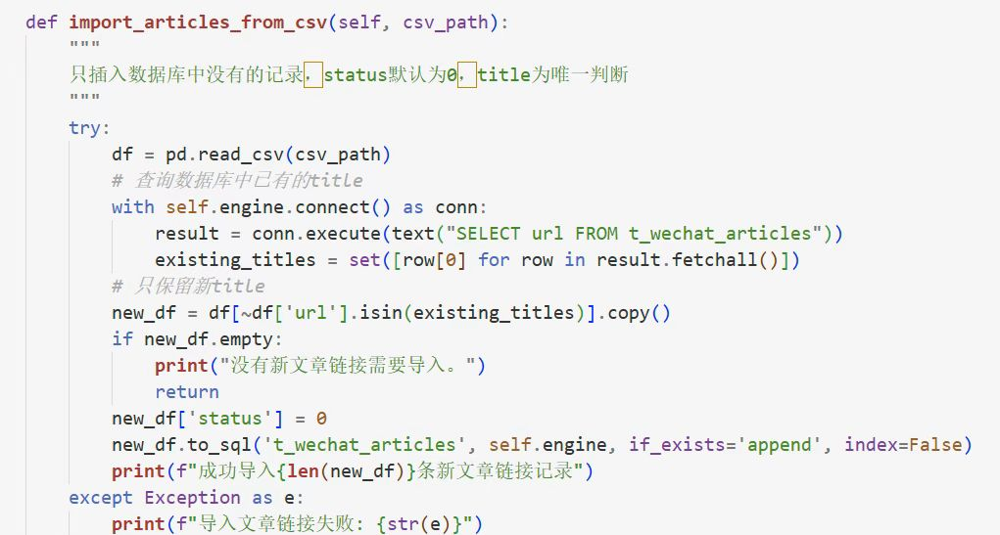 def import_articles_from_csv(self, csv_path):
    """
    只插入数据库中没有的记录，status默认为0，title为唯一判断
    """
    try:
        df = pd.read_csv(csv_path)
        # 查询数据库中已有的title
        with self.engine.connect() as conn:
            result = conn.execute(text("SELECT url FROM t_wechat_articles"))
            existing_titles = set([row[0] for row in result.fetchall()])
        # 只保留新title
        new_df = df[~df['url'].isin(existing_titles)].copy()
        if new_df.empty:
            print("没有新文章链接需要导入。")
            return
        new_df['status'] = 0
        new_df.to_sql('t_wechat_articles', self.engine, if_exists='append', index=False)
        print(f"成功导入{len(new_df)}条新文章链接记录")
    except Exception as e:
        print(f"导入文章链接失败: {str(e)}")